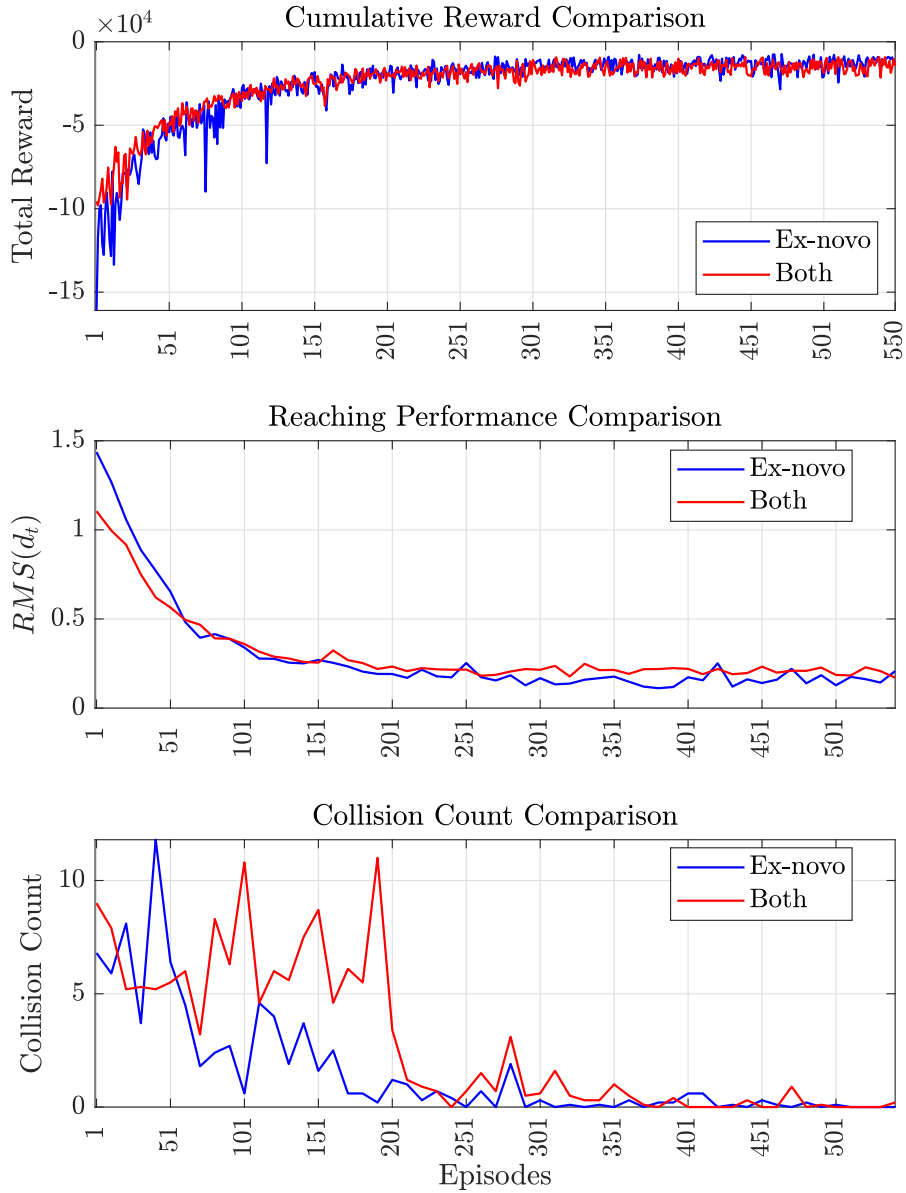 Cumulative Reward Comparison
×10⁴
Total Reward
0
-5
-10
-15
Ex-novo
Both
1 51 101 151 201 251 301 351 401 451 501 550
Reaching Performance Comparison
RMS(dₜ)
1.5
1
0.5
0
Ex-novo
Both
1 51 101 151 201 251 301 351 401 451 501
Collision Count Comparison
Collision Count
10
5
0
Ex-novo
Both
1 51 101 151 201 251 301 351 401 451 501
Episodes